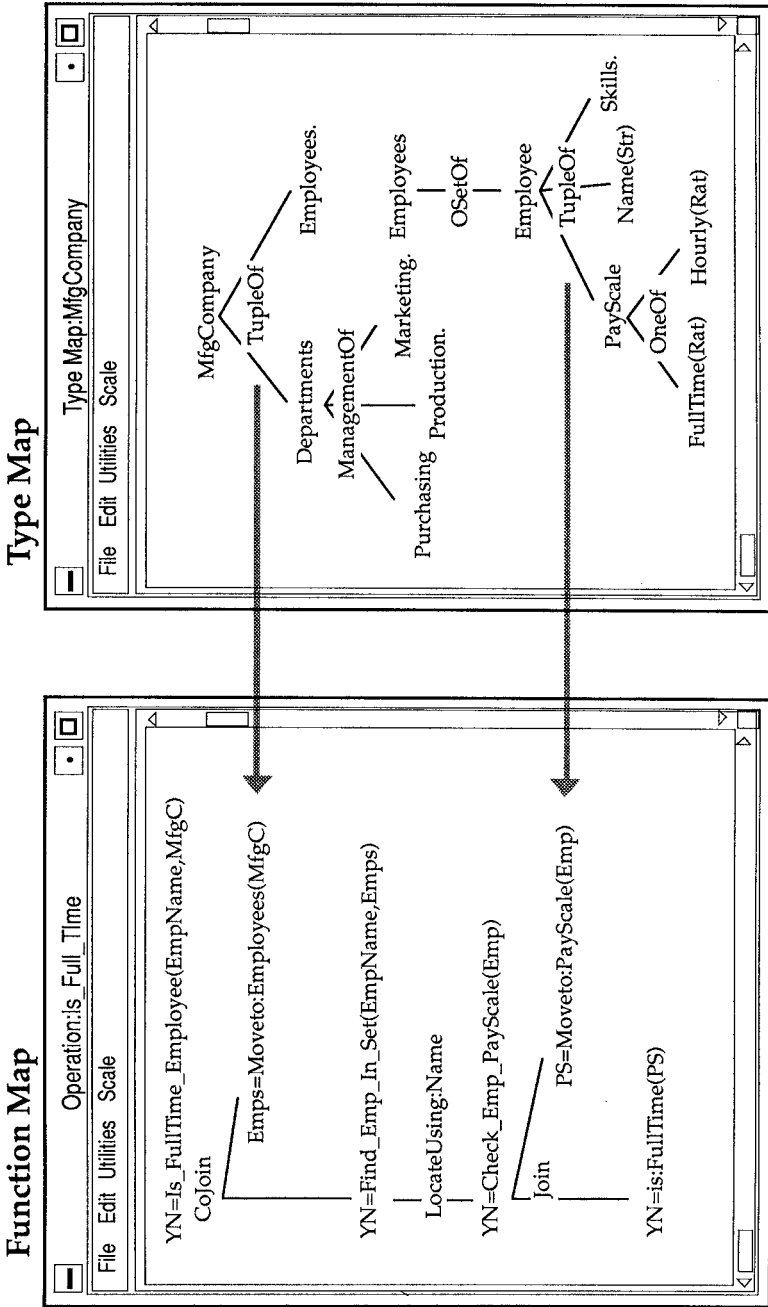 Function Map
Operation:Is_Full_TIme
File Edit Utilities Scale
YN=Is_FullTime_Employee(EmpName,MfgC)
CoJoin
Emps=Moveto:Employees(MfgC)
YN=Find_Emp_In_Set(EmpName,Emps)
LocateUsing:Name
YN=Check_Emp_PayScale(Emp)
Join
PS=Moveto:PayScale(Emp)
YN=is:FullTime(PS)
Type Map
Type Map:MfgCompany
File Edit Utilities Scale
MfgCompany
TupleOf
Departments
Employees.
ManagementOf
Purchasing
Production.
Marketing.
Employees
OSetOf
Employee
TupleOf
PayScale
Name(Str)
Skills.
OneOf
FullTime(Rat)
Hourly(Rat)